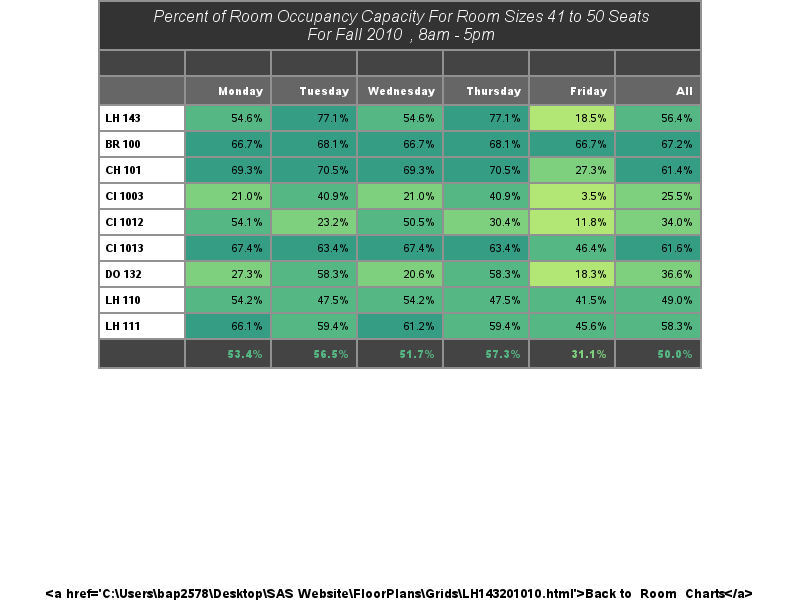 Percent of Room Occupancy Capacity For Room Sizes 41 to 50 Seats
For Fall 2010 , 8am - 5pm
Monday Tuesday Wednesday Thursday Friday All
LH 143 54.6% 77.1% 54.6% 77.1% 18.5% 56.4%
BR 100 66.7% 68.1% 66.7% 68.1% 66.7% 67.2%
CH 101 69.3% 70.5% 69.3% 70.5% 27.3% 61.4%
CI 1003 21.0% 40.9% 21.0% 40.9% 3.5% 25.5%
CI 1012 54.1% 23.2% 50.5% 30.4% 11.8% 34.0%
CI 1013 67.4% 63.4% 67.4% 63.4% 46.4% 61.6%
DO 132 27.3% 58.3% 20.6% 58.3% 18.3% 36.6%
LH 110 54.2% 47.5% 54.2% 47.5% 41.5% 49.0%
LH 111 66.1% 59.4% 61.2% 59.4% 45.6% 58.3%
53.4% 56.5% 51.7% 57.3% 31.1% 50.0%
<a href='C:\Users\bap2578\Desktop\SAS Website\FloorPlans\Grids\LH143201010.html'>Back to Room Charts</a>